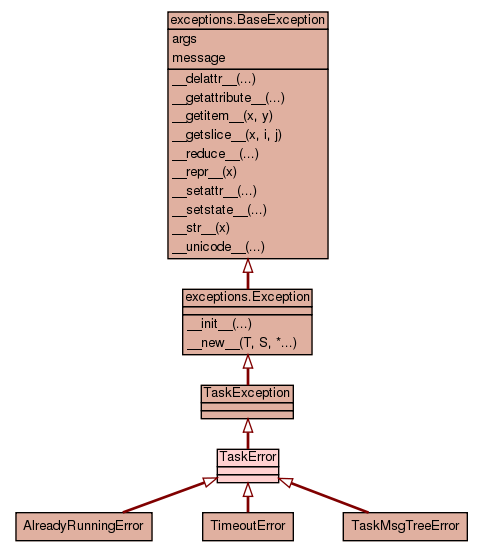 exceptions.BaseException
args
message
__delattr__(...)
__getattribute__(...)
__getitem__(x, y)
__getslice__(x, i, j)
__reduce__(...)
__repr__(x)
__setattr__(...)
__setstate__(...)
__str__(x)
__unicode__(...)
exceptions.Exception
__init__(...)
__new__(T, S, *...)
TaskException
TaskError
AlreadyRunningError
TimeoutError
TaskMsgTreeError